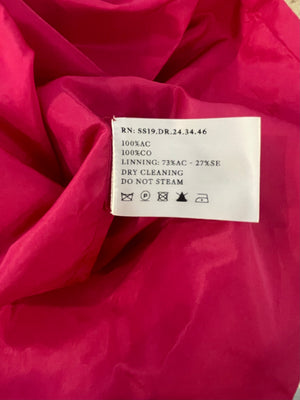 RN: SS19.DR.24.34.46
100%AC
100%CO
LINNING: 73%AC - 27%SE
DRY CLEANING
DO NOT STEAM